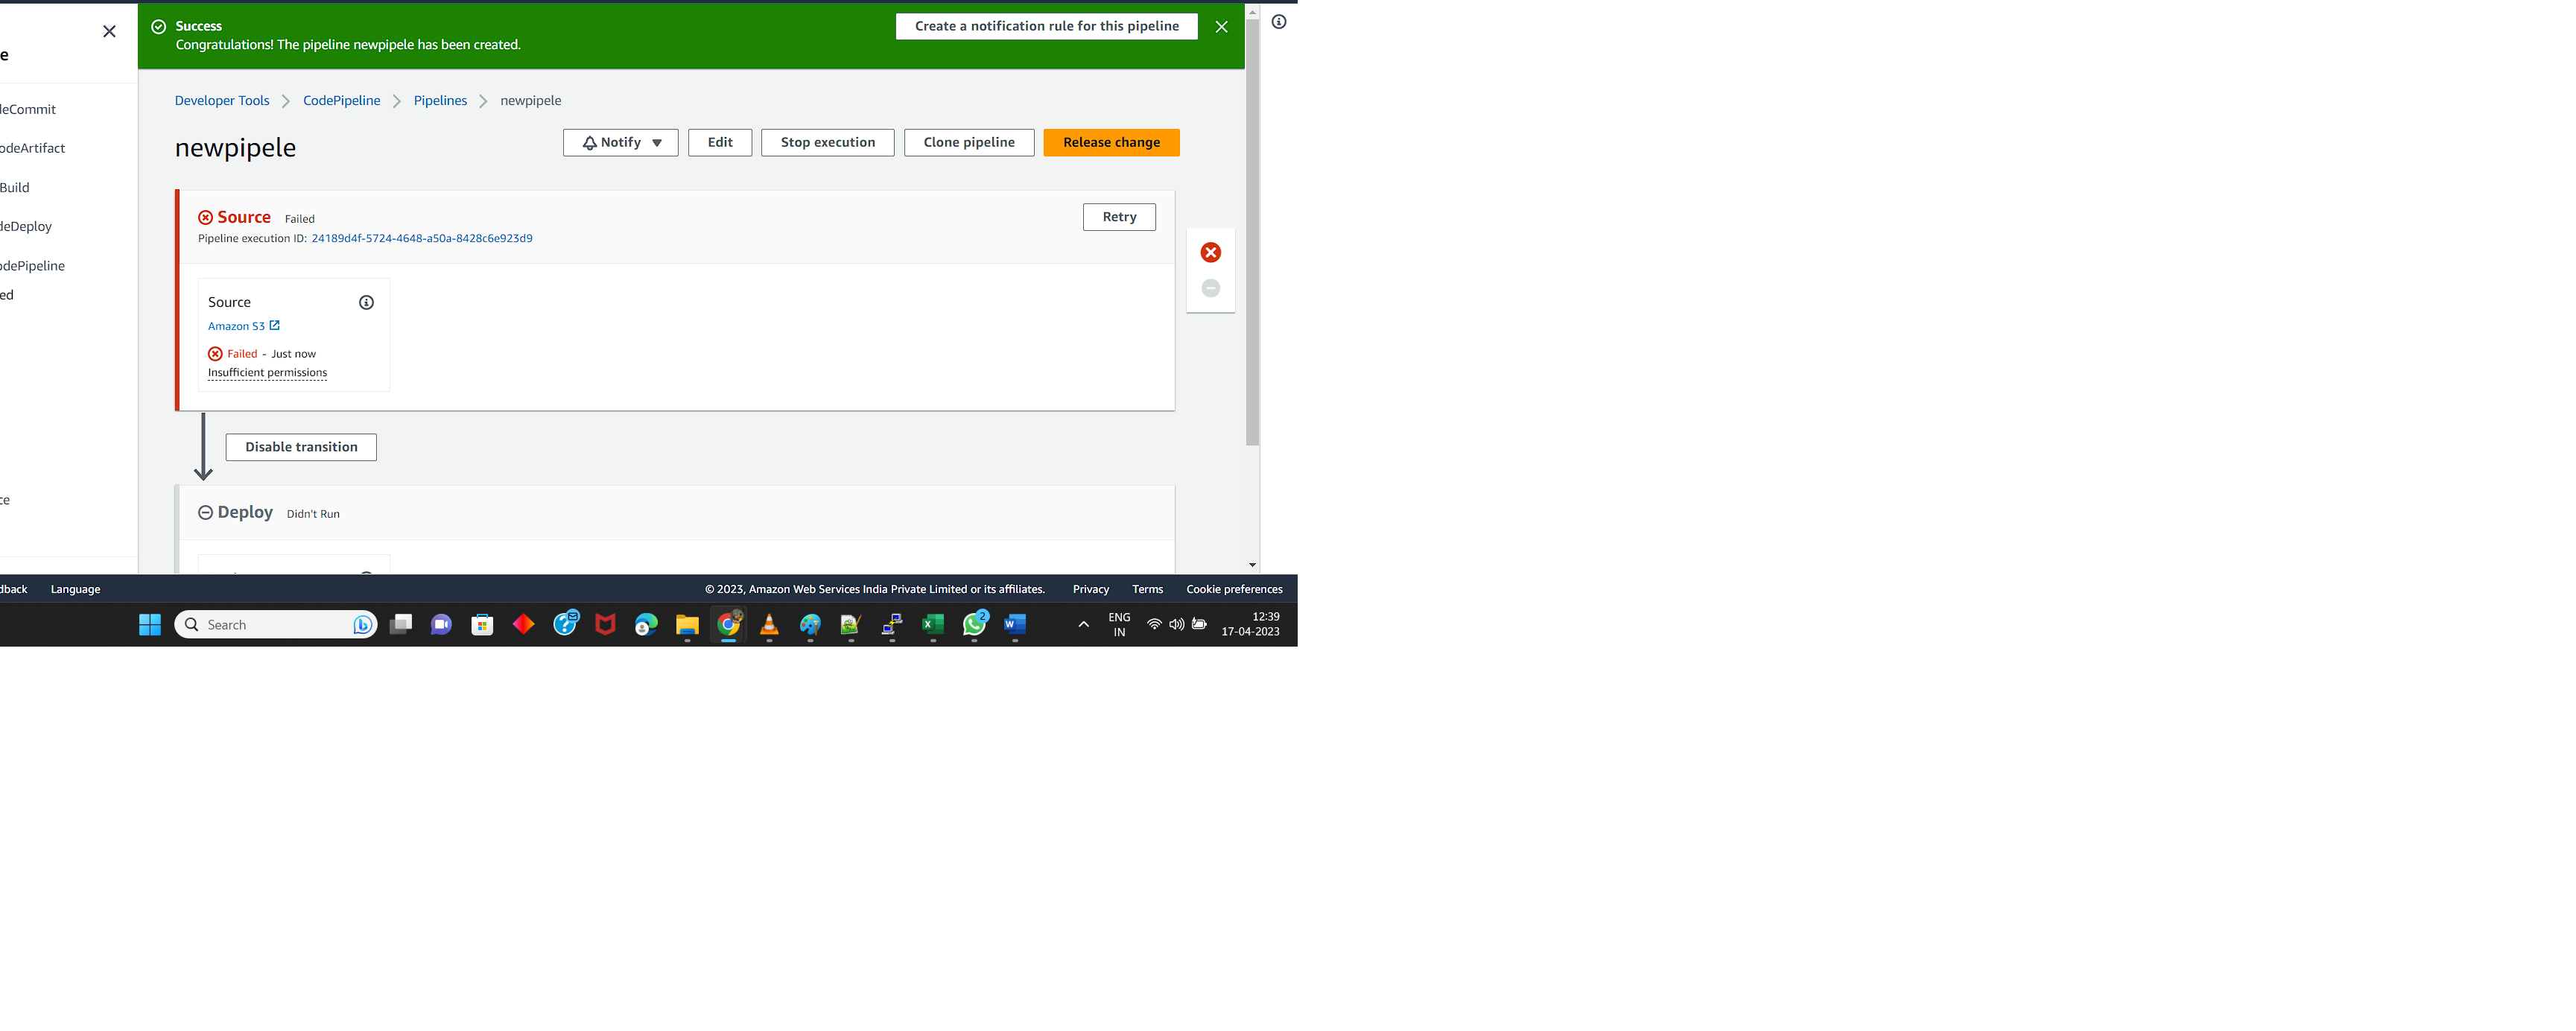 Success
Congratulations! The pipeline newpipele has been created.
Create a notification rule for this pipeline
e
deCommit
odeArtifact
Build
deDeploy
odePipeline
ed
ce
Developer Tools
CodePipeline
Pipelines
newpipele
newpipele
Notify
Edit
Stop execution
Clone pipeline
Release change
Source Failed
Pipeline execution ID: 24189d4f-5724-4648-a50a-8428c6e923d9
Retry
Source
Amazon S3
Failed - Just now
Insufficient permissions
Disable transition
Deploy Didn't Run
dback
Language
© 2023, Amazon Web Services India Private Limited or its affiliates.
Privacy
Terms
Cookie preferences
Search
2
ENG
IN
12:39
17-04-2023